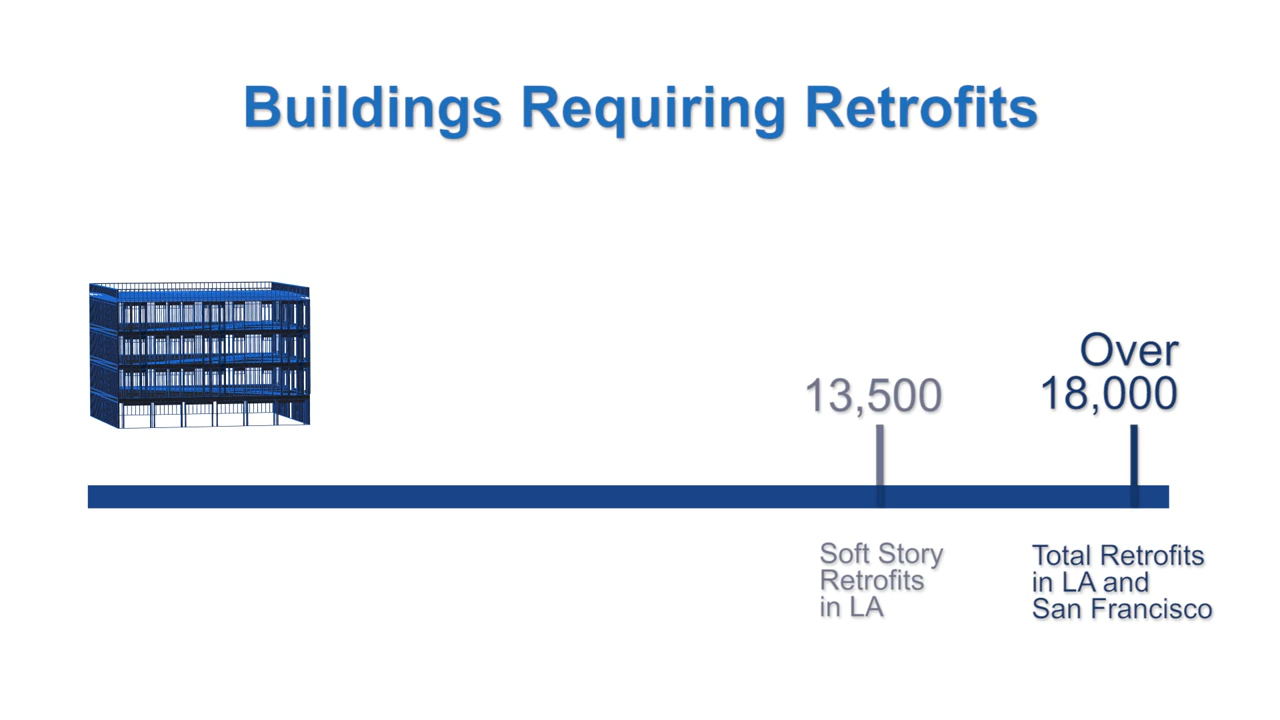 Buildings Requiring Retrofits
13,500
Over
18,000
Soft Story
Retrofits
in LA
Total Retrofits
in LA and
San Francisco